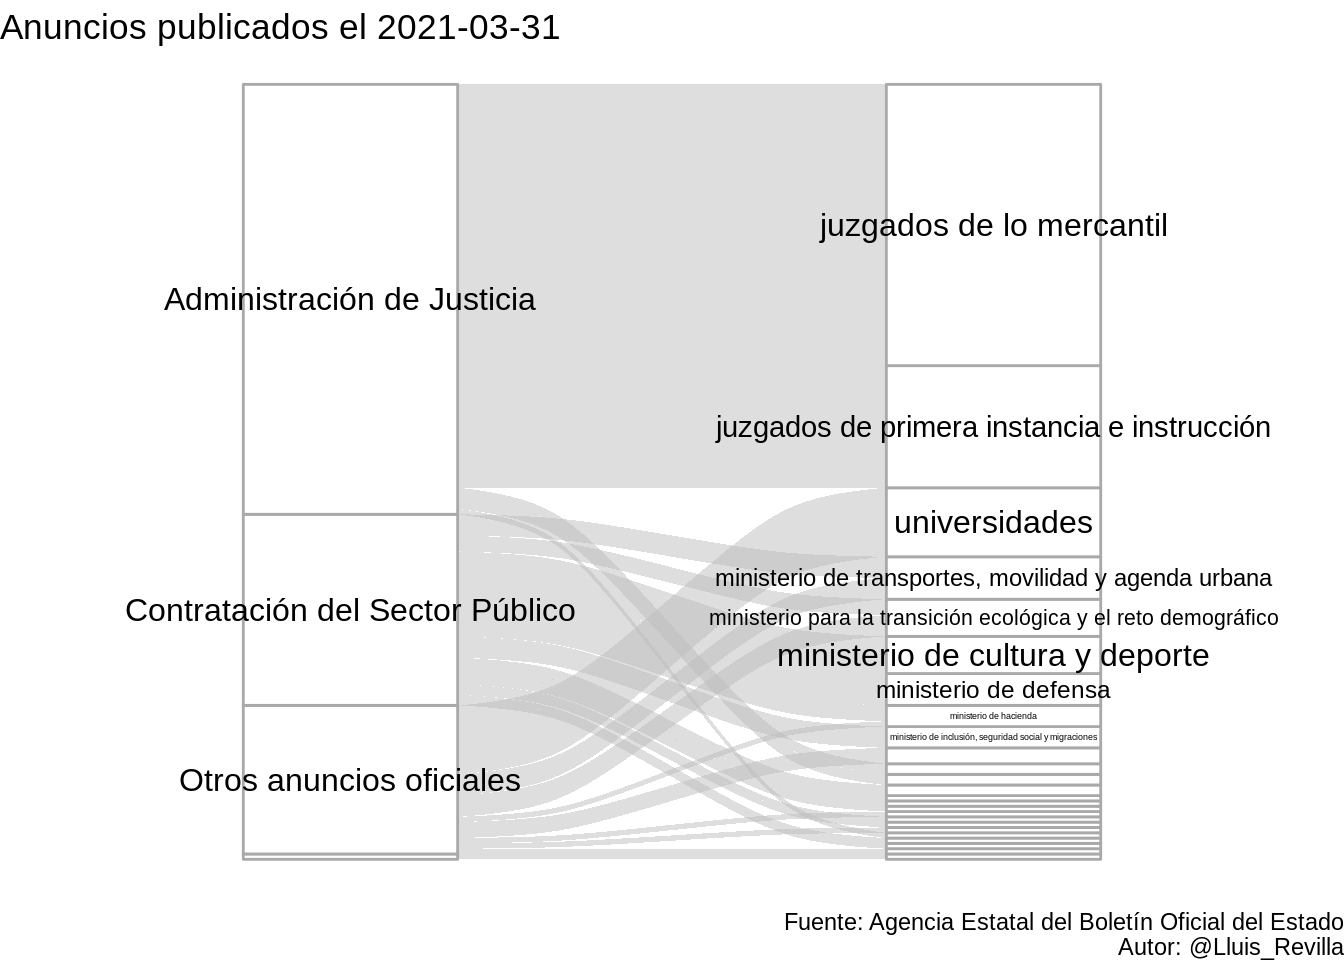 Anuncios publicados el 2021-03-31
juzgados de lo mercantil
Administración de Justicia
juzgados de primera instancia e instrucción
universidades
ministerio de transportes, movilidad y agenda urbana
Contratación del Sector Público
ministerio para la transición ecológica y el reto demográfico
ministerio de cultura y deporte
ministerio de defensa
ministerio de hacienda
ministerio de inclusión, seguridad social y migraciones
Otros anuncios oficiales
Fuente: Agencia Estatal del Boletín Oficial del Estado
Autor: @Lluis_Revilla